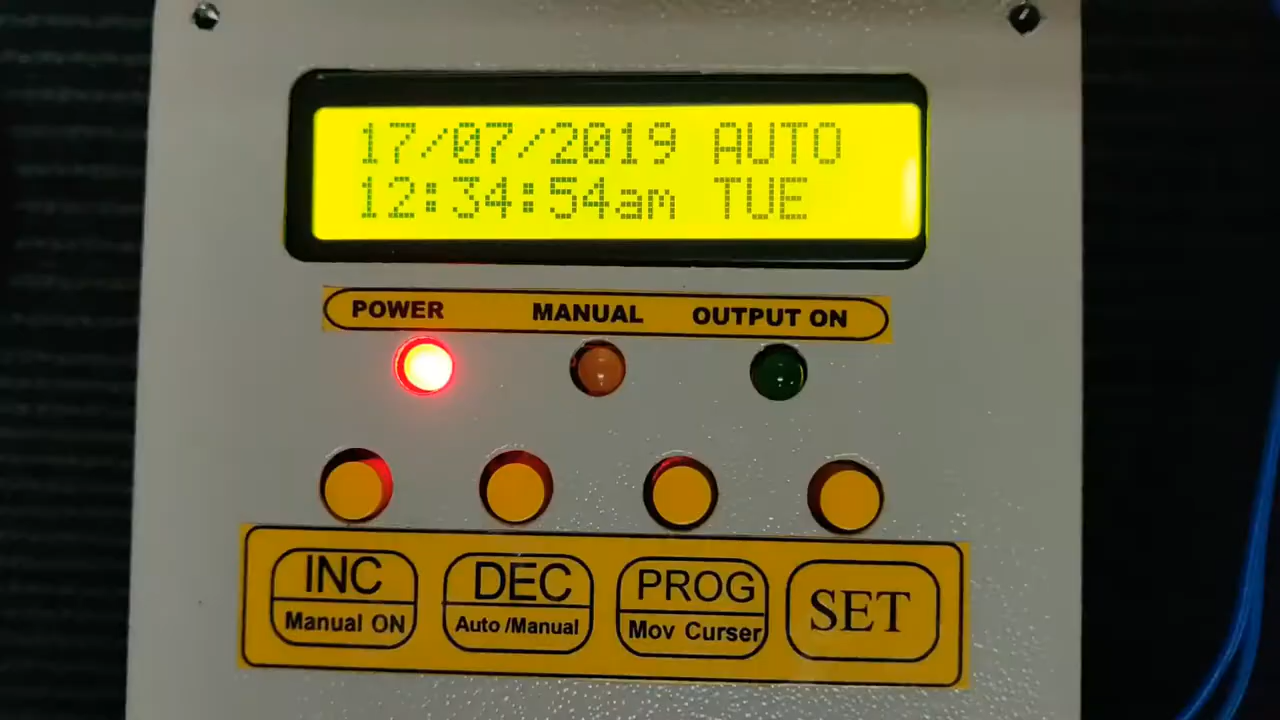 17/07/2019 AUTO
12:34:54am TUE
POWER MANUAL OUTPUT ON
INC DEC PROG SET
Manual ON Auto /Manual Mov Curser